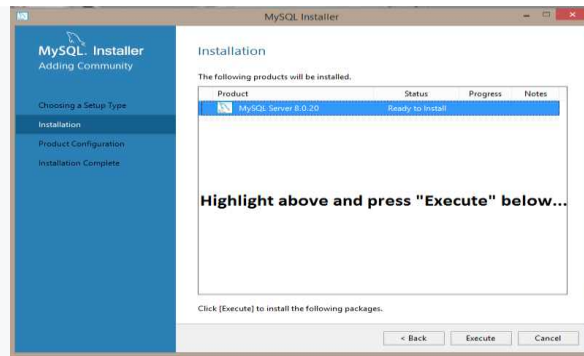 MySQL Installer
MySQL. Installer
Adding Community
Choosing a Setup Type
Installation
Product Configuration
Installation Complete
Installation
The following products will be installed.
Product Status Progress Notes
MySQL Server 8.0.20 Ready to Install
Highlight above and press "Execute" below...
Click [Execute] to install the following packages.
< Back Execute Cancel